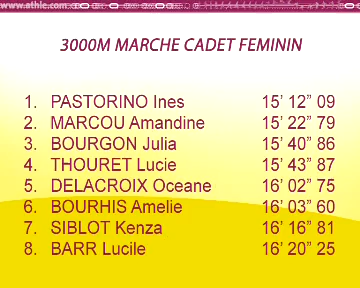 www.athle.com
3000M MARCHE CADET FEMININ
1. PASTORINO Ines 15' 12" 09
2. MARCOU Amandine 15' 22" 79
3. BOURGON Julia 15' 40" 86
4. THOURET Lucie 15' 43" 87
5. DELACROIX Oceane 16' 02" 75
6. BOURHIS Amelie 16' 03" 60
7. SIBLOT Kenza 16' 16" 81
8. BARR Lucile 16' 20" 25